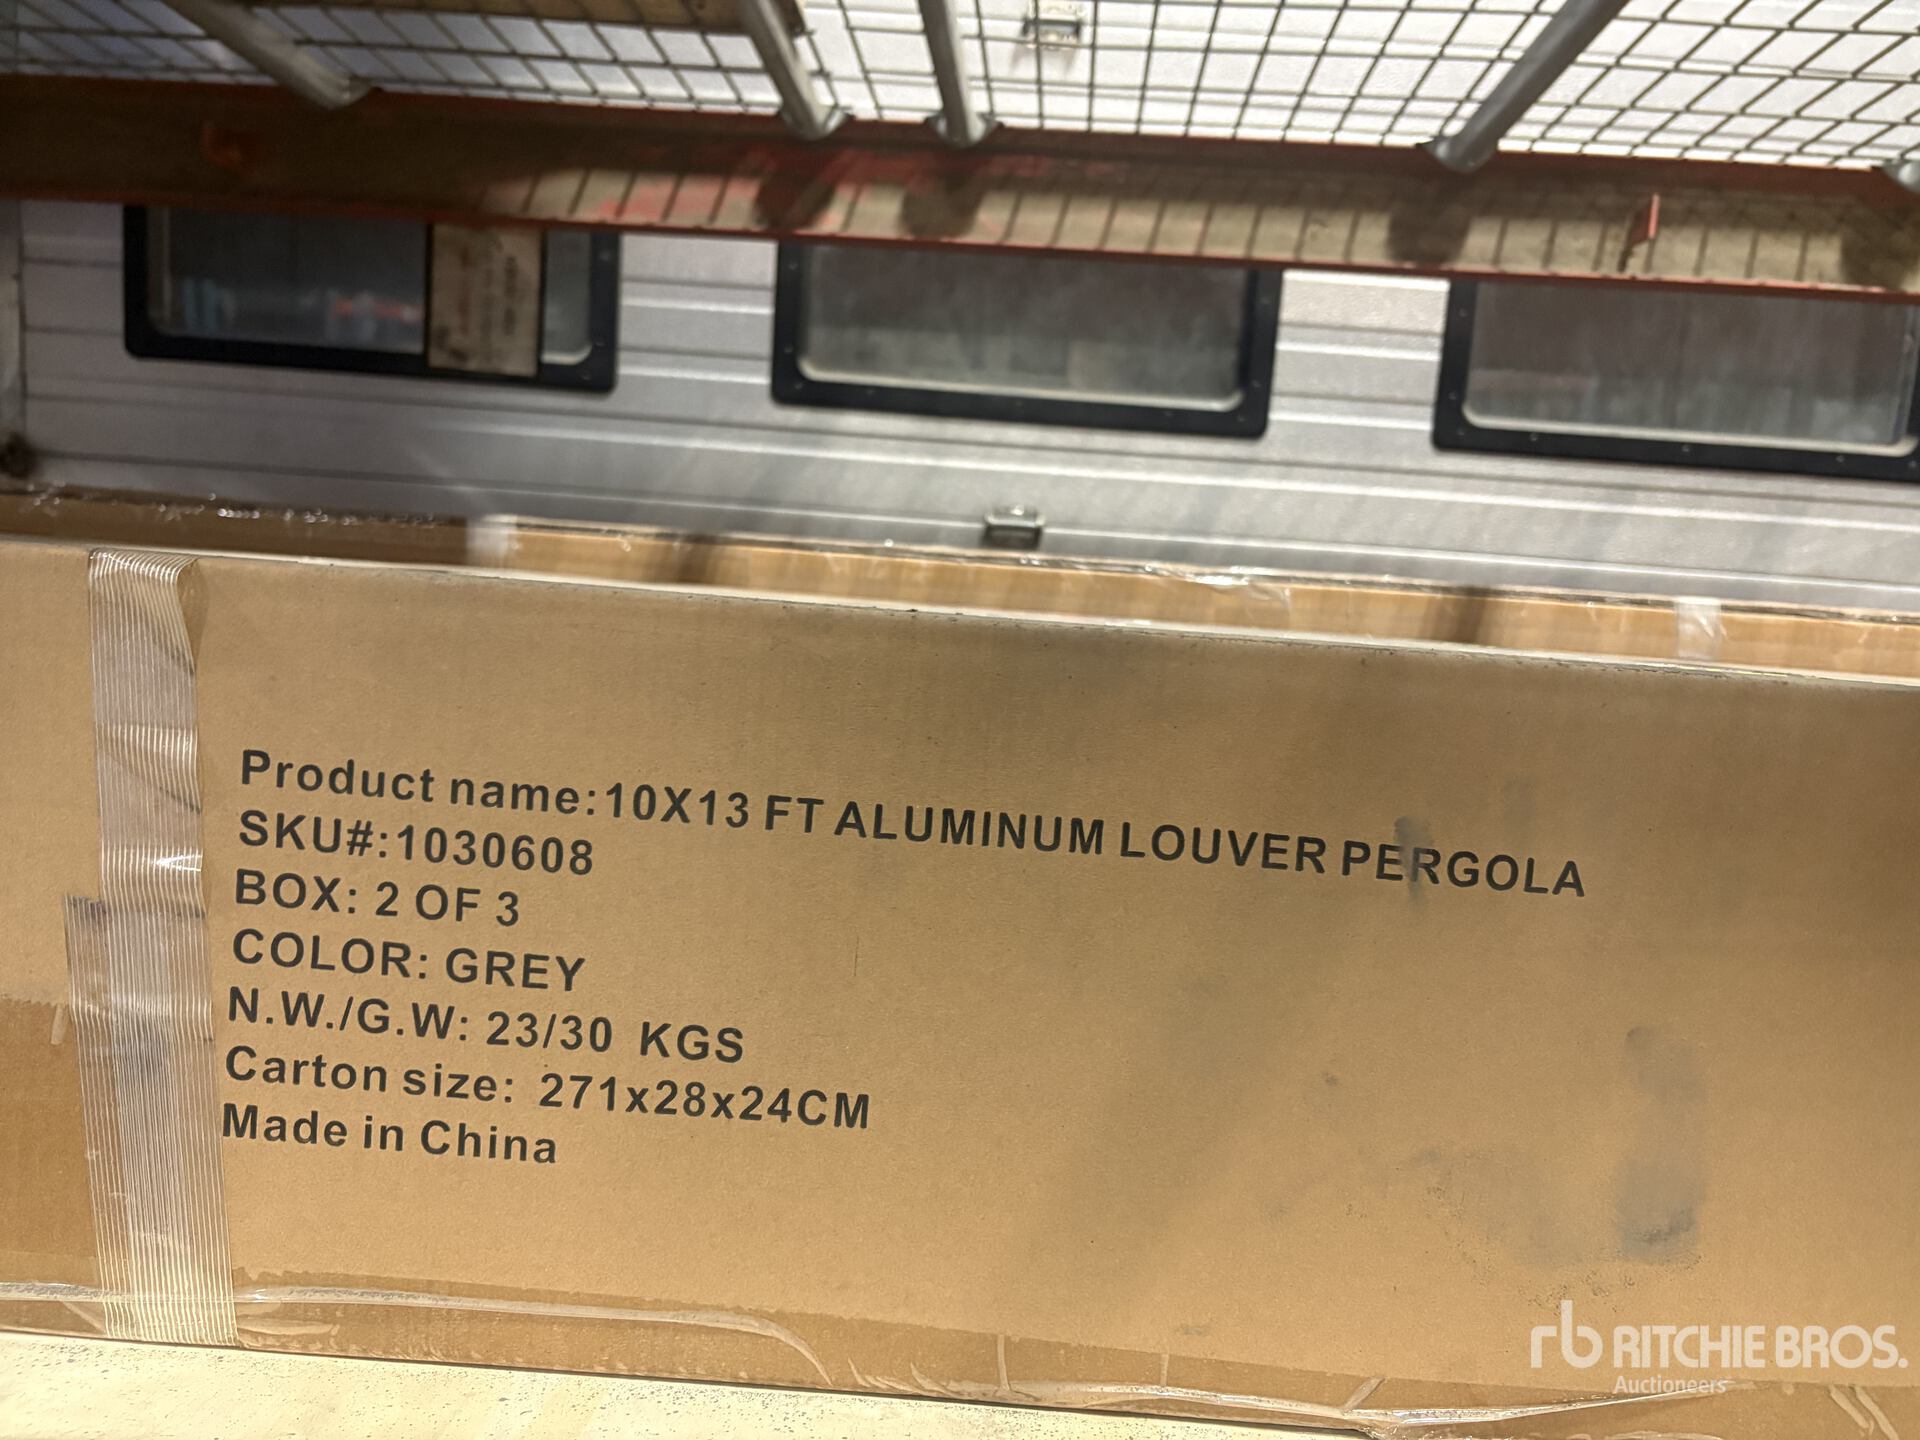 Product name:10X13 FT ALUMINUM LOUVER PERGOLA
SKU#:1030608
BOX: 2 OF 3
COLOR: GREY
N.W./G.W: 23/30 KGS
Carton size: 271x28x24CM
Made in China
rb RITCHIE BROS.
Auctioneers